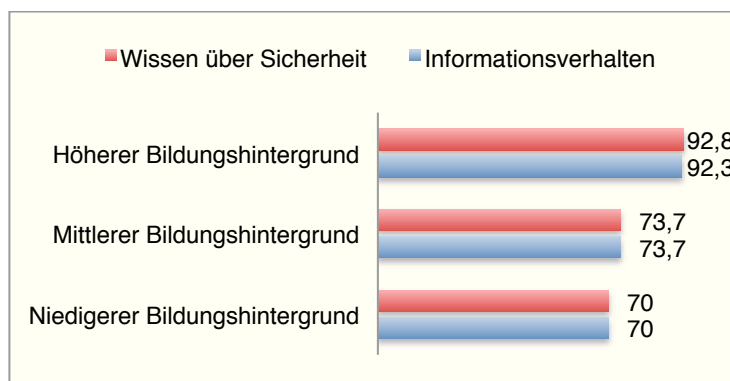 Wissen über Sicherheit Informationsverhalten
Höherer Bildungshintergrund 92,8
92,3
Mittlerer Bildungshintergrund 73,7
73,7
Niedigerer Bildungshintergrund 70
70